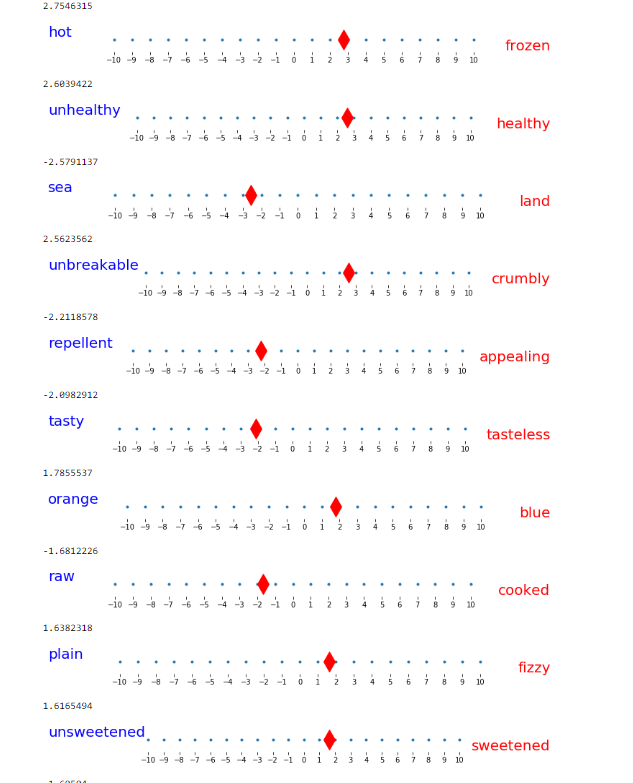 2.7546315
hot
frozen
−10 −9 −8 −7 −6 −5 −4 −3 −2 −1 0 1 2 3 4 5 6 7 8 9 10
2.6039422
unhealthy
healthy
−10 −9 −8 −7 −6 −5 −4 −3 −2 −1 0 1 2 3 4 5 6 7 8 9 10
-2.5791137
sea
land
−10 −9 −8 −7 −6 −5 −4 −3 −2 −1 0 1 2 3 4 5 6 7 8 9 10
2.5623562
unbreakable
crumbly
−10 −9 −8 −7 −6 −5 −4 −3 −2 −1 0 1 2 3 4 5 6 7 8 9 10
-2.2118578
repellent
appealing
−10 −9 −8 −7 −6 −5 −4 −3 −2 −1 0 1 2 3 4 5 6 7 8 9 10
-2.0982912
tasty
tasteless
−10 −9 −8 −7 −6 −5 −4 −3 −2 −1 0 1 2 3 4 5 6 7 8 9 10
1.7855537
orange
blue
−10 −9 −8 −7 −6 −5 −4 −3 −2 −1 0 1 2 3 4 5 6 7 8 9 10
-1.6812226
raw
cooked
−10 −9 −8 −7 −6 −5 −4 −3 −2 −1 0 1 2 3 4 5 6 7 8 9 10
1.6382318
plain
fizzy
−10 −9 −8 −7 −6 −5 −4 −3 −2 −1 0 1 2 3 4 5 6 7 8 9 10
1.6165494
unsweetened
sweetened
−10 −9 −8 −7 −6 −5 −4 −3 −2 −1 0 1 2 3 4 5 6 7 8 9 10